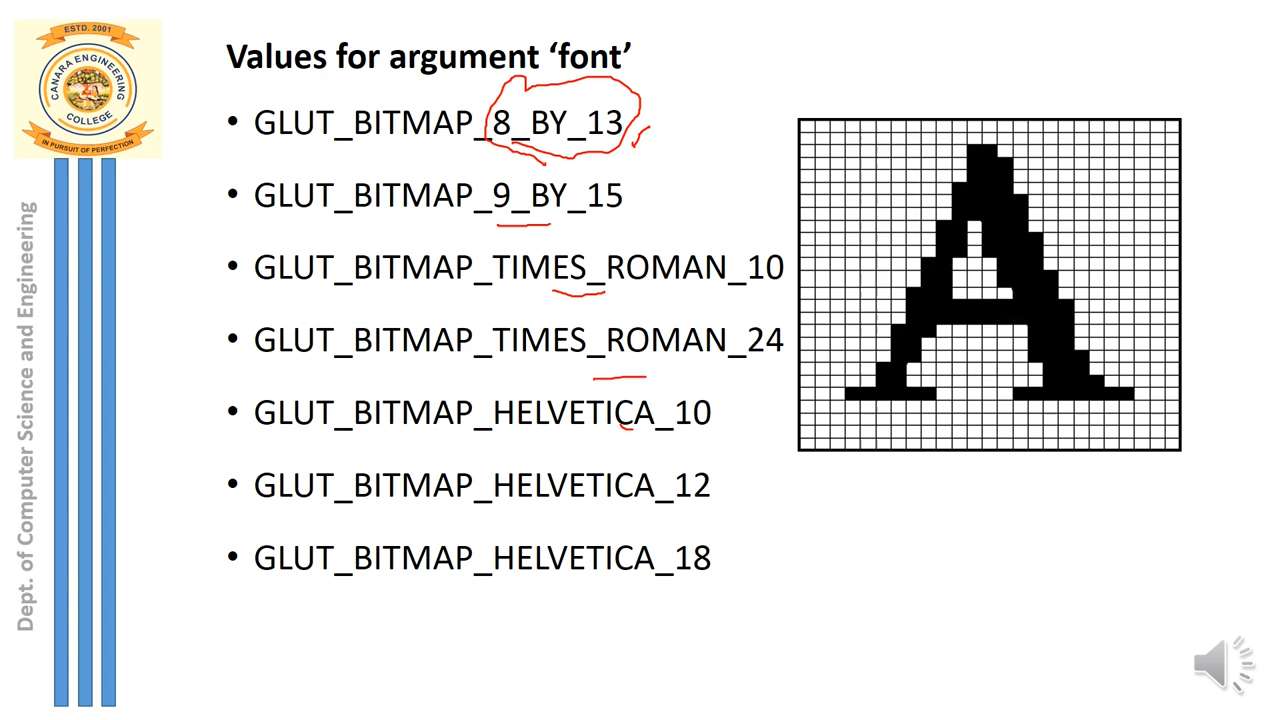 ESTD. 2001
CANARA ENGINEERING
COLLEGE
IN PURSUIT OF PERFECTION
Dept. of Computer Science and Engineering
Values for argument ‘font’
• GLUT_BITMAP_8_BY_13
• GLUT_BITMAP_9_BY_15
• GLUT_BITMAP_TIMES_ROMAN_10
• GLUT_BITMAP_TIMES_ROMAN_24
• GLUT_BITMAP_HELVETICA_10
• GLUT_BITMAP_HELVETICA_12
• GLUT_BITMAP_HELVETICA_18
A